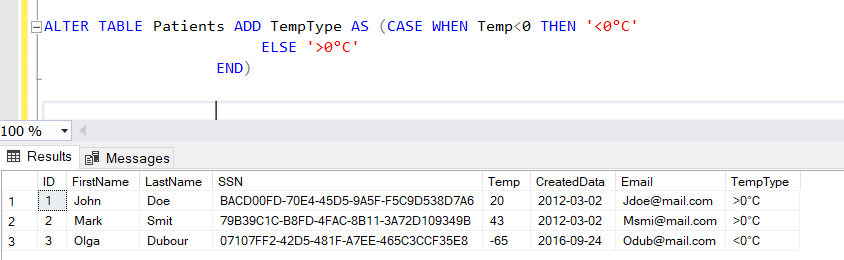 ALTER TABLE Patients ADD TempType AS (CASE WHEN Temp<0 THEN '<0°C'
ELSE '>0°C'
END)
100 %
Results Messages
ID FirstName LastName SSN Temp CreatedData Email TempType
1 1 John Doe BACD00FD-70E4-45D5-9A5F-F5C9D538D7A6 20 2012-03-02 Jdoe@mail.com >0°C
2 2 Mark Smit 79B39C1C-B8FD-4FAC-8B11-3A72D109349B 43 2012-03-02 Msmi@mail.com >0°C
3 3 Olga Dubour 07107FF2-42D5-481F-A7EE-465C3CCF35E8 -65 2016-09-24 Odub@mail.com <0°C